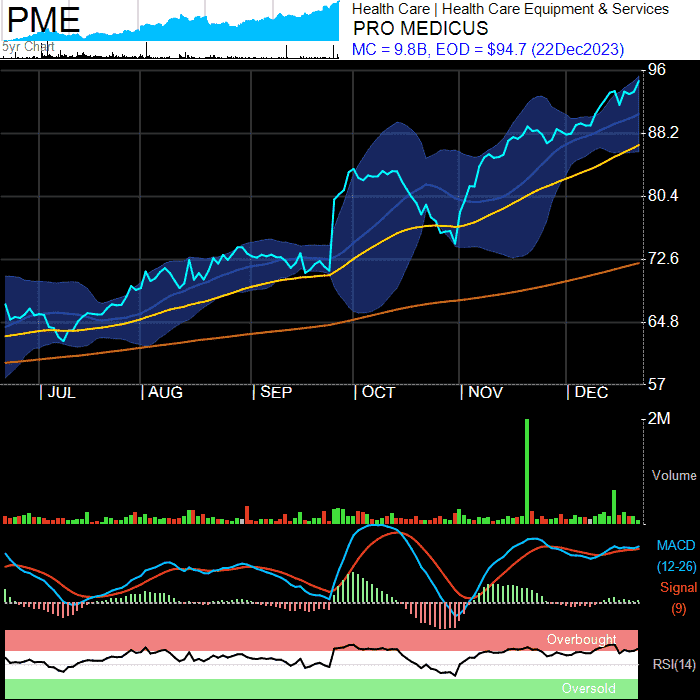 PME
5yr Chart
Health Care | Health Care Equipment & Services
PRO MEDICUS
MC = 9.8B, EOD = $94.7 (22Dec2023)
96
88.2
80.4
72.6
64.8
57
| JUL | AUG | SEP | OCT | NOV | DEC
2M
Volume
MACD
(12-26)
Signal
(9)
Overbought
RSI(14)
Oversold